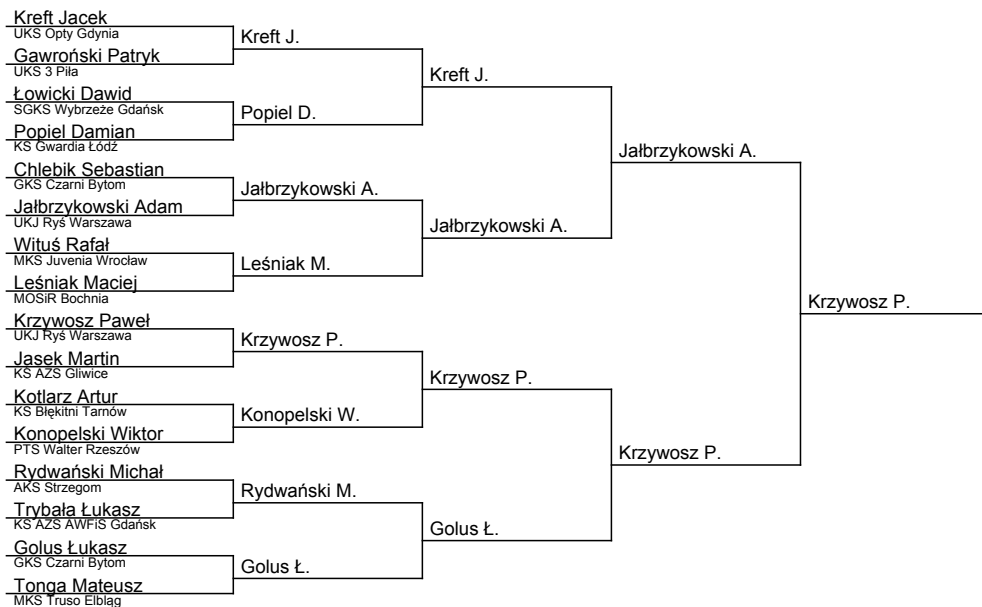 Kreft Jacek
UKS Opty Gdynia
Gawroński Patryk
UKS 3 Piła
Łowicki Dawid
SGKS Wybrzeże Gdańsk
Popiel Damian
KS Gwardia Łódź
Chlebik Sebastian
GKS Czarni Bytom
Jałbrzykowski Adam
UKJ Ryś Warszawa
Wituś Rafał
MKS Juvenia Wrocław
Leśniak Maciej
MOSiR Bochnia
Krzywosz Paweł
UKJ Ryś Warszawa
Jasek Martin
KS AZS Gliwice
Kotlarz Artur
KS Błękitni Tarnów
Konopelski Wiktor
PTS Walter Rzeszów
Rydwański Michał
AKS Strzegom
Trybała Łukasz
KS AZS AWFiS Gdańsk
Golus Łukasz
GKS Czarni Bytom
Tonga Mateusz
MKS Truso Elbląg
Kreft J.
Popiel D.
Jałbrzykowski A.
Leśniak M.
Krzywosz P.
Konopelski W.
Rydwański M.
Golus Ł.
Kreft J.
Jałbrzykowski A.
Krzywosz P.
Golus Ł.
Jałbrzykowski A.
Krzywosz P.
Krzywosz P.